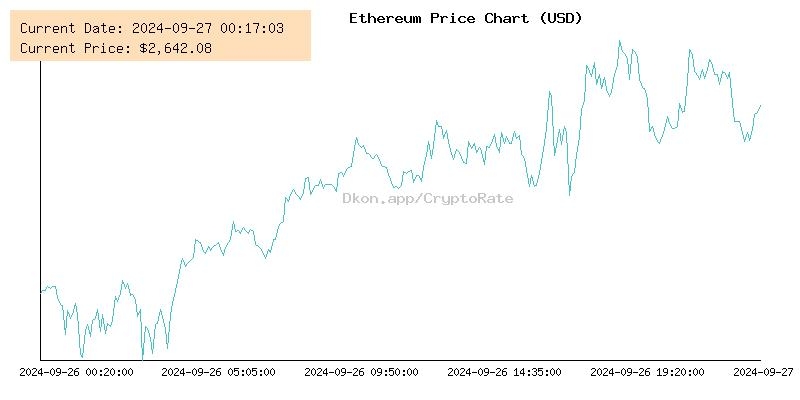 Ethereum Price Chart (USD)
Current Date: 2024-09-27 00:17:03
Current Price: $2,642.08
Dkon.app/CryptoRate
2024-09-26 00:20:00 2024-09-26 05:05:00 2024-09-26 09:50:00 2024-09-26 14:35:00 2024-09-26 19:20:00 2024-09-27